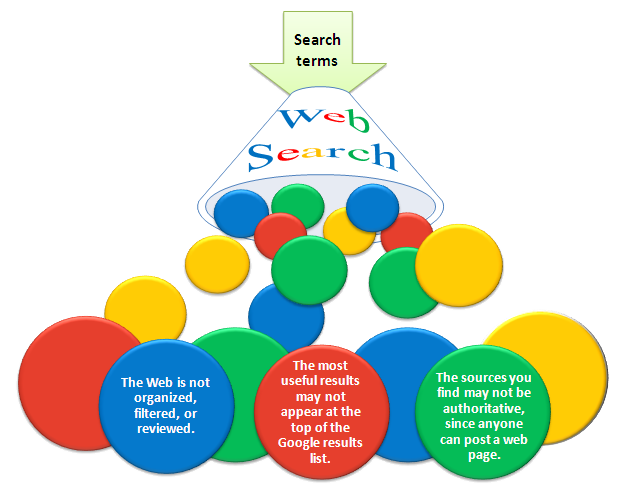 Search
terms
Web
Search
The Web is not
organized,
filtered, or
reviewed.
The most
useful results
may not
appear at the
top of the
Google results
list.
The sources you
find may not be
authoritative,
since anyone
can post a web
page.